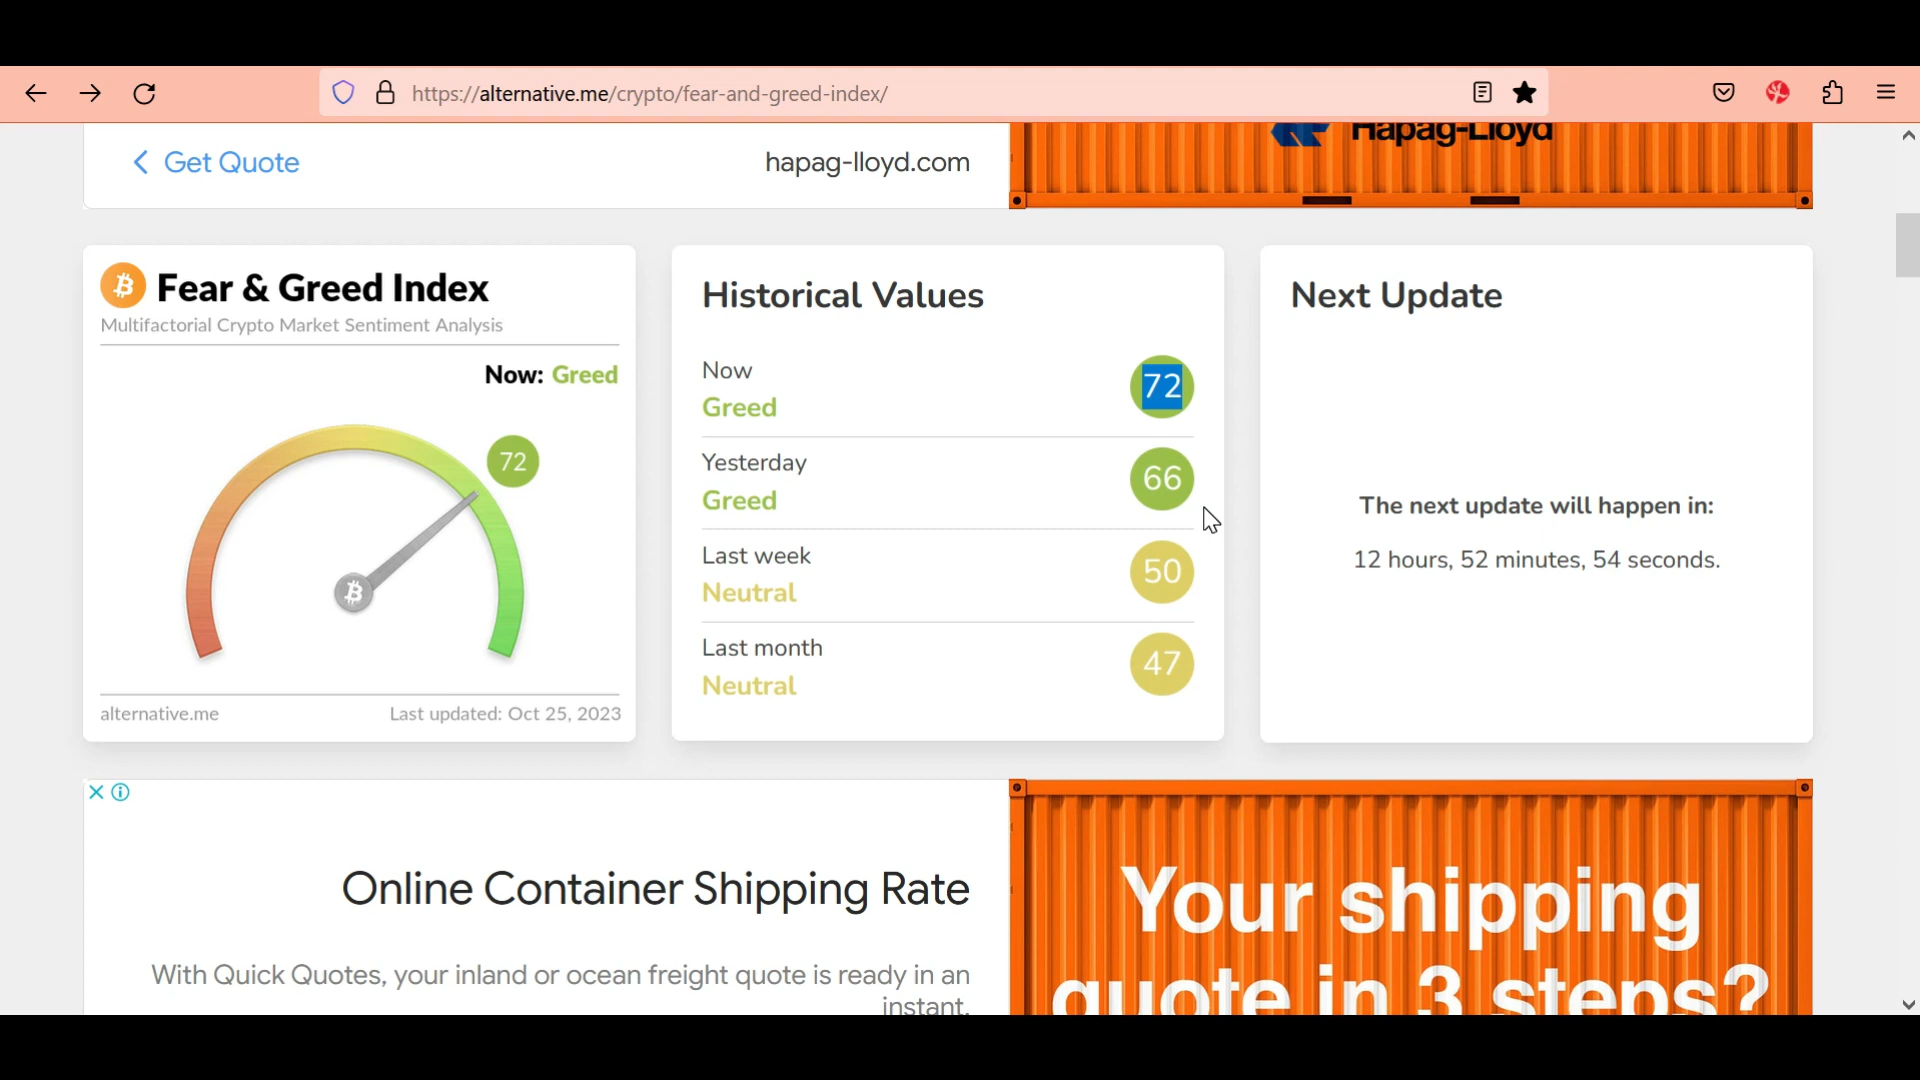 https://alternative.me/crypto/fear-and-greed-index/
Hapag-Lloyd
Get Quote
hapag-lloyd.com
Fear & Greed Index
Multifactorial Crypto Market Sentiment Analysis
Now: Greed
72
alternative.me
Last updated: Oct 25, 2023
Historical Values
Now
Greed
72
Yesterday
Greed
66
Last week
Neutral
50
Last month
Neutral
47
Next Update
The next update will happen in:
12 hours, 52 minutes, 54 seconds.
Online Container Shipping Rate
With Quick Quotes, your inland or ocean freight quote is ready in an
instant.
Your shipping
quote in 3 steps?